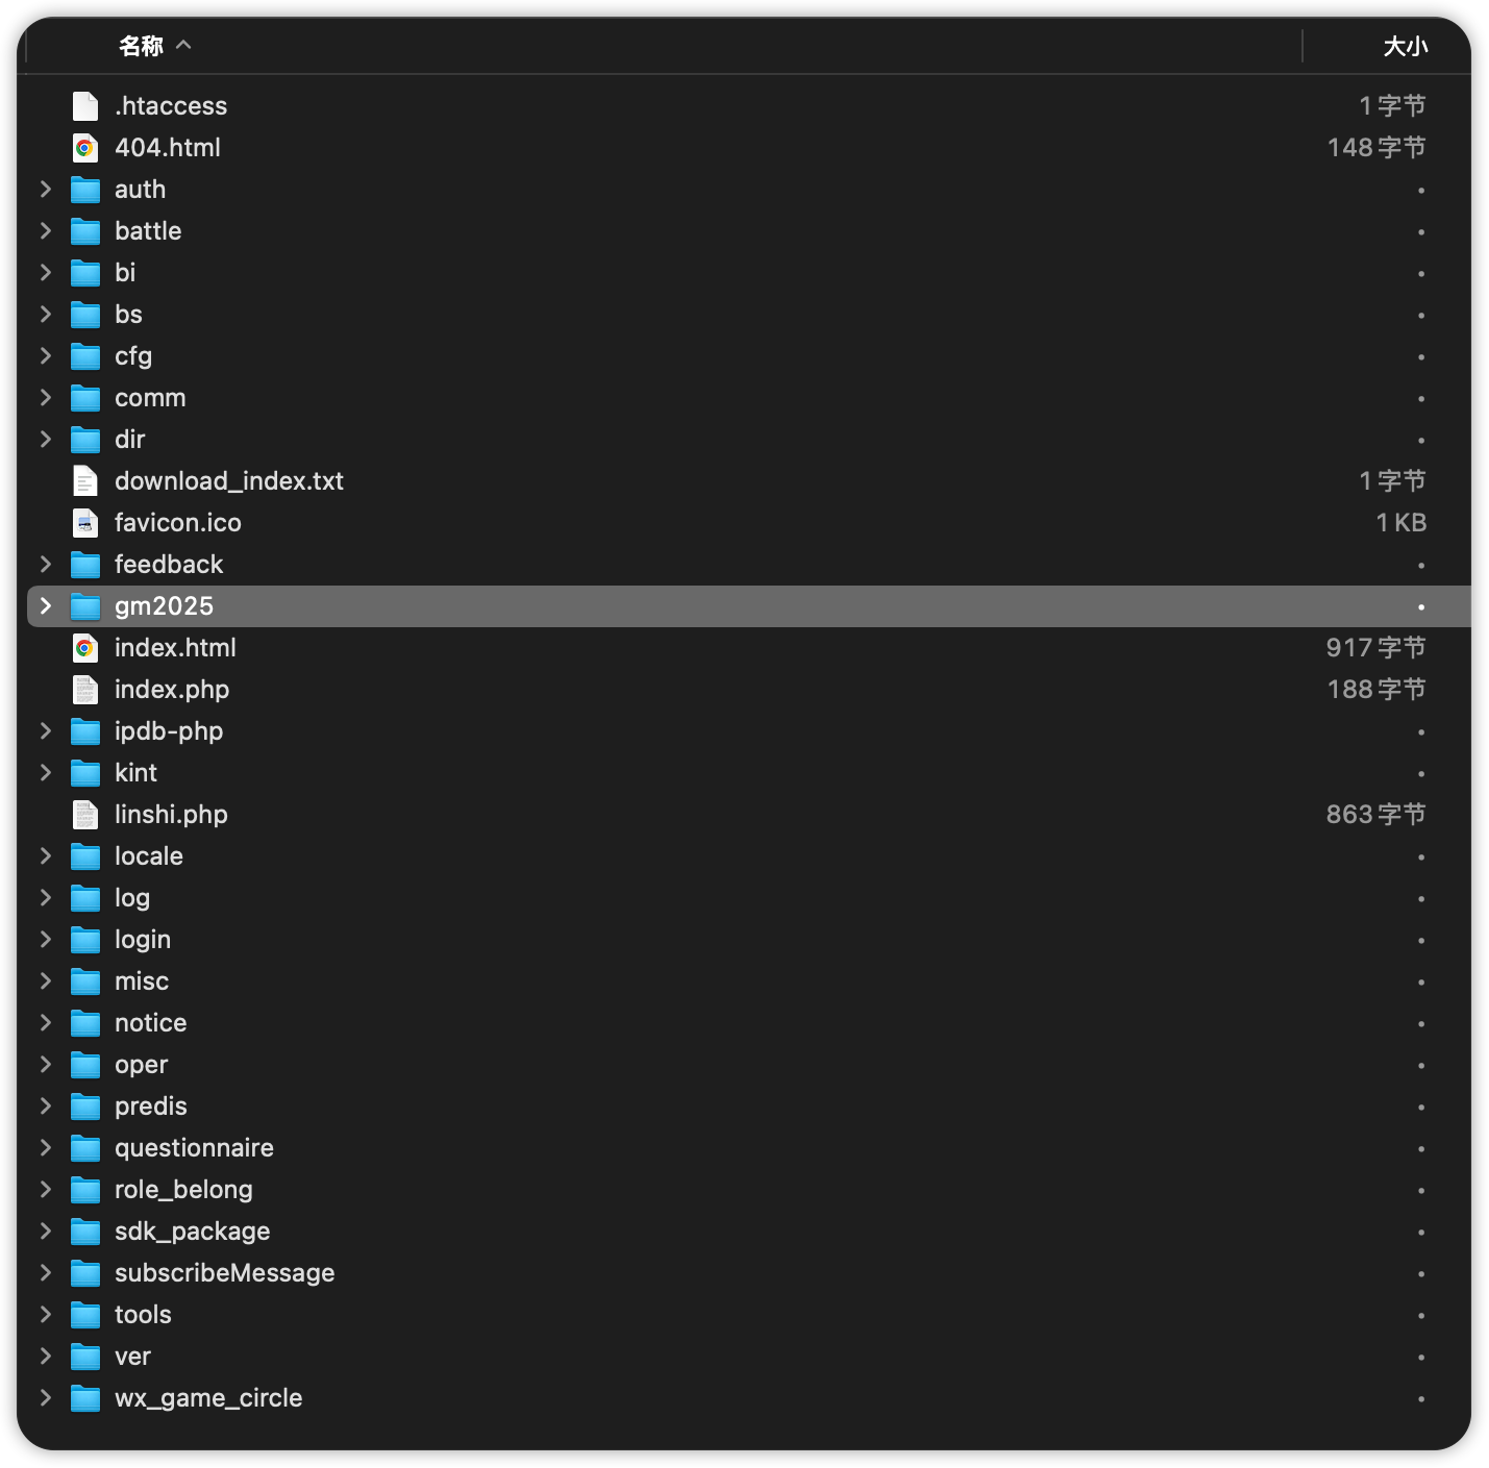 名称 大小
.htaccess 1 字节
404.html 148 字节
auth
battle
bi
bs
cfg
comm
dir
download_index.txt 1 字节
favicon.ico 1 KB
feedback
gm2025
index.html 917 字节
index.php 188 字节
ipdb-php
kint
linshi.php 863 字节
locale
log
login
misc
notice
oper
predis
questionnaire
role_belong
sdk_package
subscribeMessage
tools
ver
wx_game_circle